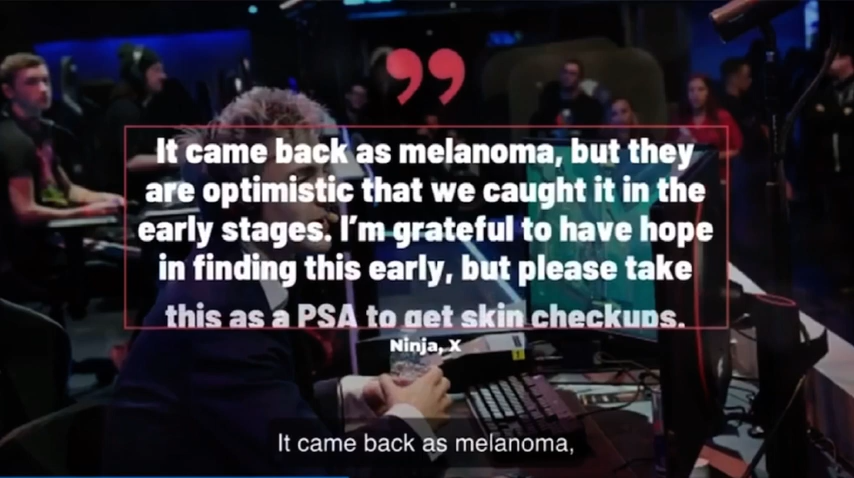 ”
It came back as melanoma, but they
are optimistic that we caught it in the
early stages. I'm grateful to have hope
in finding this early, but please take
this as a PSA to get skin checkups.
Ninja, X
It came back as melanoma,